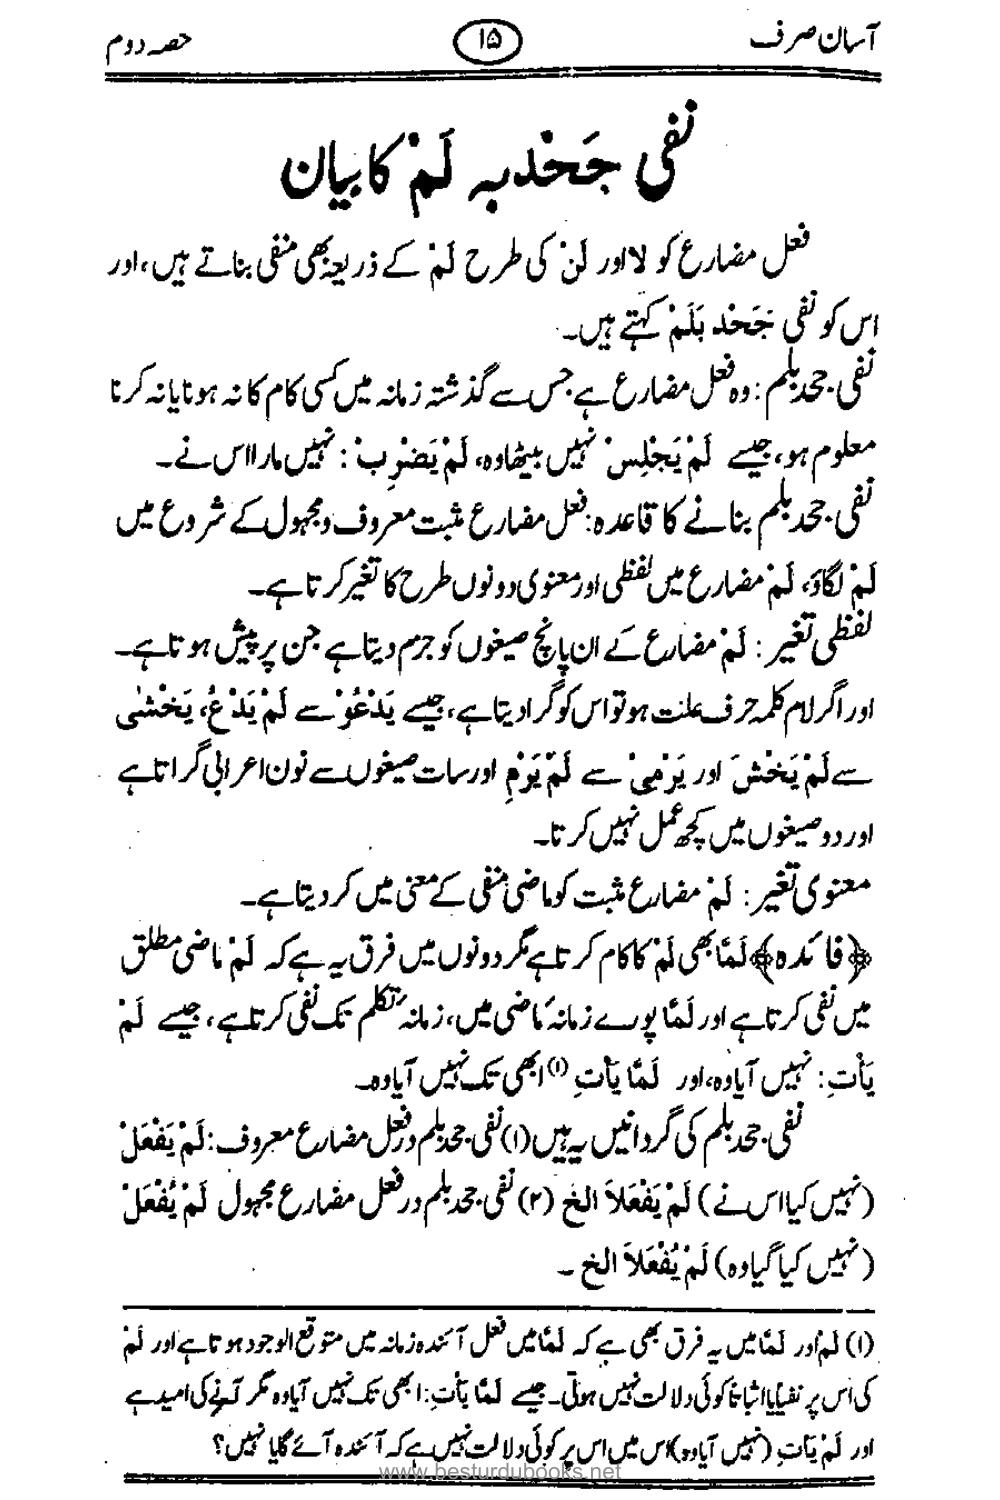 آسان صرف ۱۵ حصہ دوم
نفی جَحْد بہ لَمْ کا بیان
فعل مضارع کو لا اور لَنْ کی طرح لَمْ کے ذریعہ بھی منفی بناتے ہیں، اور
اس کو نفی جَحْد بَلَمْ کہتے ہیں۔
نفی جحد بلم: وہ فعل مضارع ہے جس سے گذشتہ زمانہ میں کسی کام کا نہ ہونا یا نہ کرنا
معلوم ہو، جیسے لَمْ يَجْلِسْ نہیں بیٹھا وہ، لَمْ يَضْرِبْ: نہیں مارا اس نے۔
نفی جحد بلم بنانے کا قاعدہ: فعل مضارع مثبت معروف و مجہول کے شروع میں
لَمْ لگاؤ، لَمْ مضارع میں لفظی اور معنوی دونوں طرح کا تغیر کرتا ہے۔
لفظی تغیر: لَمْ مضارع کے ان پانچ صیغوں کو جزم دیتا ہے جن پر پیش ہوتا ہے۔
اور اگر لام کلمہ حرف علت ہو تو اس کو گرا دیتا ہے، جیسے يَدْعُوْ سے لَمْ يَدْعُ، يَخْشٰى
سے لَمْ يَخْشَ اور يَرْمِيْ سے لَمْ يَرْمِ اور سات صیغوں سے نون اعرابی گراتا ہے
اور دو صیغوں میں کچھ عمل نہیں کرتا۔
معنوی تغیر: لَمْ مضارع مثبت کو ماضی منفی کے معنی میں کر دیتا ہے۔
﴿فائدہ﴾ لَمَّا بھی لَمْ کا کام کرتا ہے مگر دونوں میں فرق یہ ہے کہ لَمْ ماضی مطلق
میں نفی کرتا ہے اور لَمَّا پورے زمانۂ ماضی میں، زمانۂ تکلم تک نفی کرتا ہے، جیسے لَمْ
يَأْتِ: نہیں آیا وہ، اور لَمَّا يَأْتِ (۱) ابھی تک نہیں آیا وہ۔
نفی جحد بلم کی گردانیں یہ ہیں (۱) نفی جحد بلم در فعل مضارع معروف: لَمْ يَفْعَلْ
(نہیں کیا اس نے) لَمْ يَفْعَلاَ الخ (۲) نفی جحد بلم در فعل مضارع مجہول لَمْ يُفْعَلْ
(نہیں کیا گیا وہ) لَمْ يُفْعَلاَ الخ ۔
(۱) لَمْ اور لَمَّا میں یہ فرق بھی ہے کہ لَمَّا میں فعل آئندہ زمانہ میں متوقع الوجود ہوتا ہے اور لَمْ
کی اس پر نفیاً یا اثباتاً کوئی دلالت نہیں ہوتی۔ جیسے لَمَّا يَأْتِ: ابھی تک نہیں آیا وہ مگر آنے کی امید ہے
اور لَمْ يَأتِ (نہیں آیا وہ) اس میں اس پر کوئی دلالت نہیں ہے کہ آئندہ آئے گا یا نہیں؟
www.besturdubooks.net